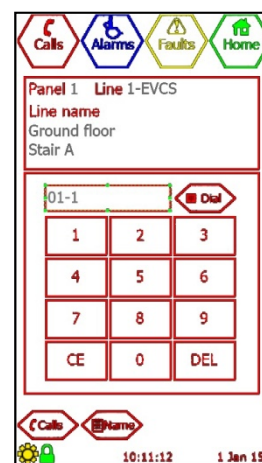 Calls Alarms Faults Home
Panel 1 Line 1-EVCS
Line name
Ground floor
Stair A
01-1 Dial
1 2 3
4 5 6
7 8 9
CE 0 DEL
Calls Name
10:11:12 1 Jan 15